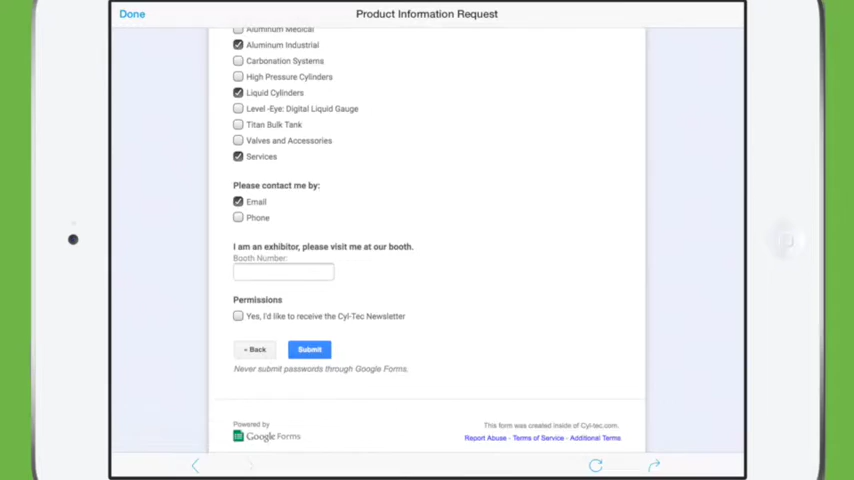 Done
Product Information Request
Aluminum Medical
Aluminum Industrial
Carbonation Systems
High Pressure Cylinders
Liquid Cylinders
Level -Eye: Digital Liquid Gauge
Titan Bulk Tank
Valves and Accessories
Services
Please contact me by:
Email
Phone
I am an exhibitor, please visit me at our booth.
Booth Number:
Permissions
Yes, I'd like to receive the Cyl-Tec Newsletter
« Back
Submit
Never submit passwords through Google Forms.
Powered by
Google Forms
This form was created inside of Cyl-tec.com.
Report Abuse - Terms of Service - Additional Terms